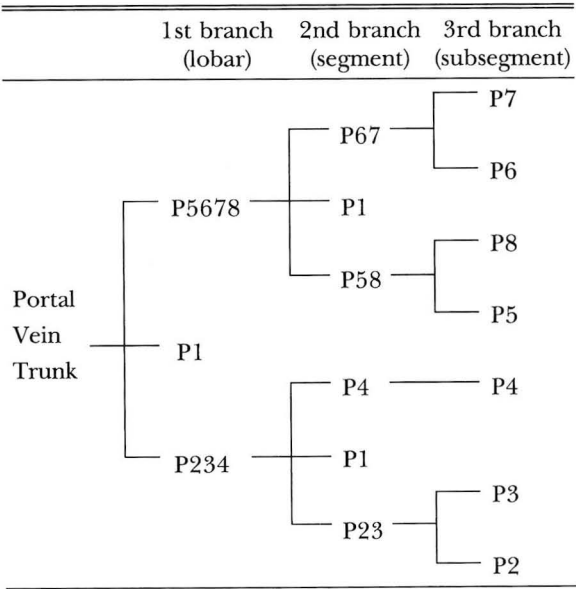 1st branch 2nd branch 3rd branch
(lobar) (segment) (subsegment)
P7
P67
P6
P5678 P1
P8
P58
Portal
P5
Vein
P1
Trunk
P4 P4
P234 P1
P3
P23
P2